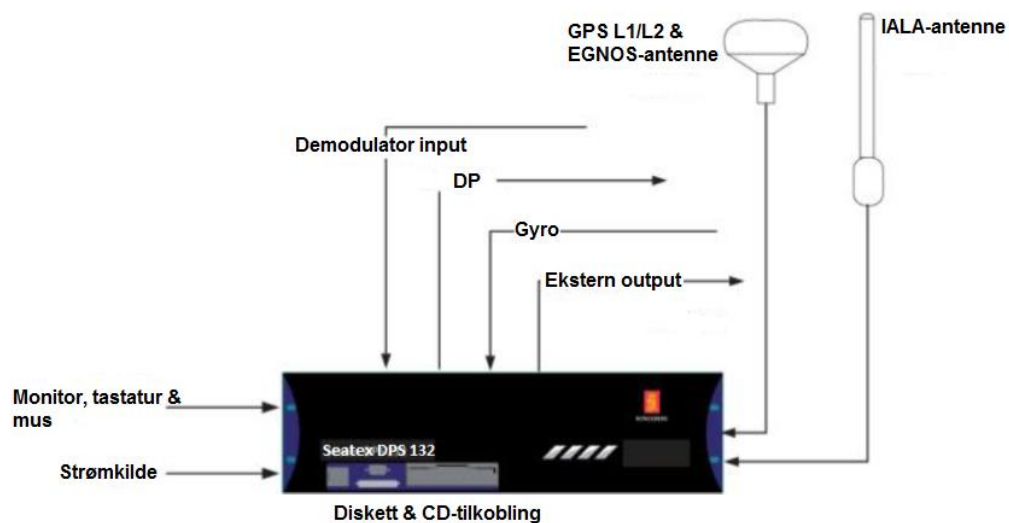 GPS L1/L2 &
EGNOS-antenne
IALA-antenne
Demodulator input
DP
Gyro
Ekstern output
Monitor, tastatur &
mus
Seatex DPS 132
Strømkilde
Diskett & CD-tilkobling